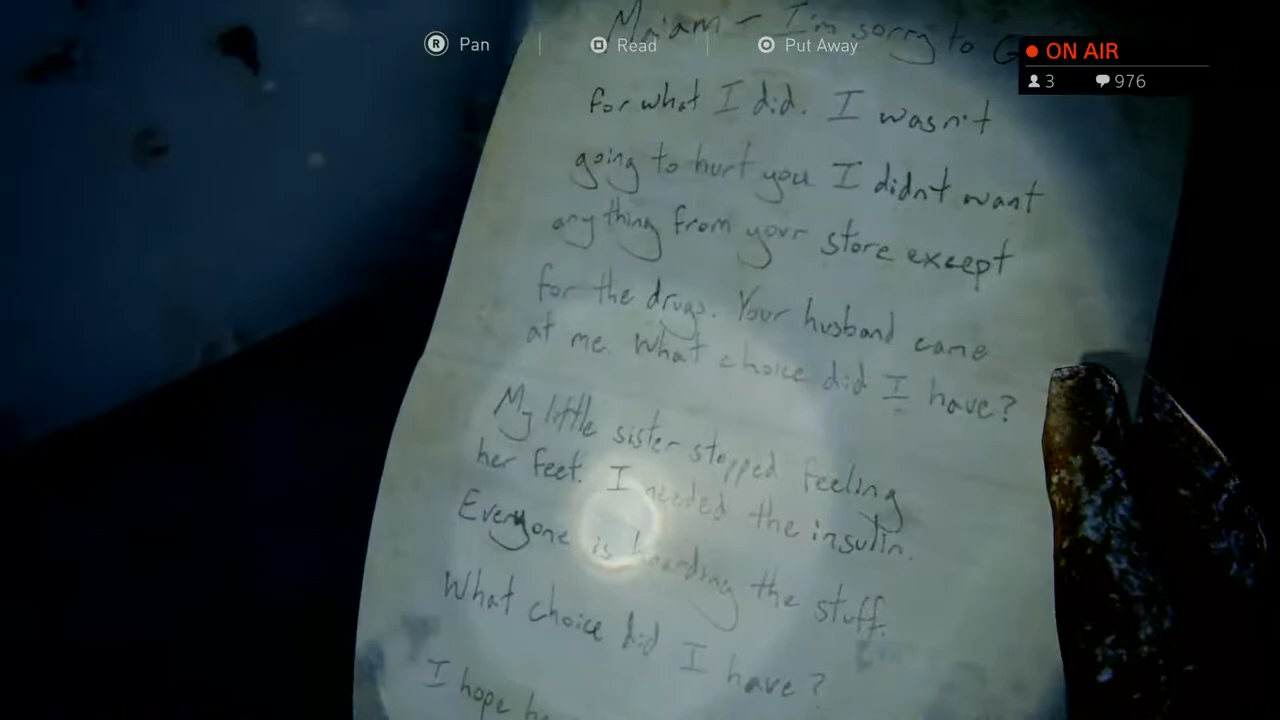 Pan
Read
Put Away
ON AIR
3
976
Ma'am - I'm sorry to
for what I did. I wasn't
going to hurt you I didn't want
anything from your store except
for the drugs. Your husband came
at me. What choice did I have?
My little sister stopped feeling
her feet. I needed the insulin.
Everyone is hoarding the stuff.
What choice did I have?
I hope